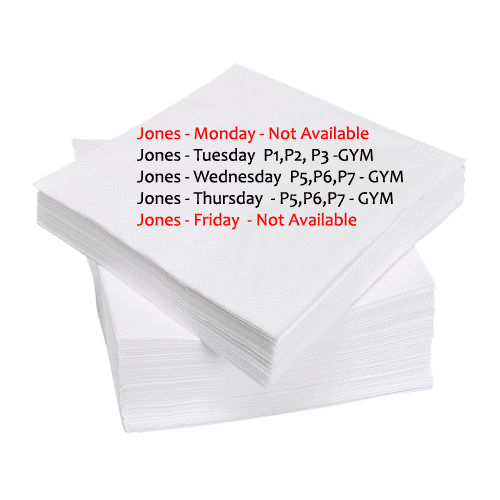 Jones - Monday - Not Available
Jones - Tuesday  P1,P2, P3 -GYM
Jones - Wednesday  P5,P6,P7 - GYM
Jones - Thursday  - P5,P6,P7 - GYM
Jones - Friday  - Not Available